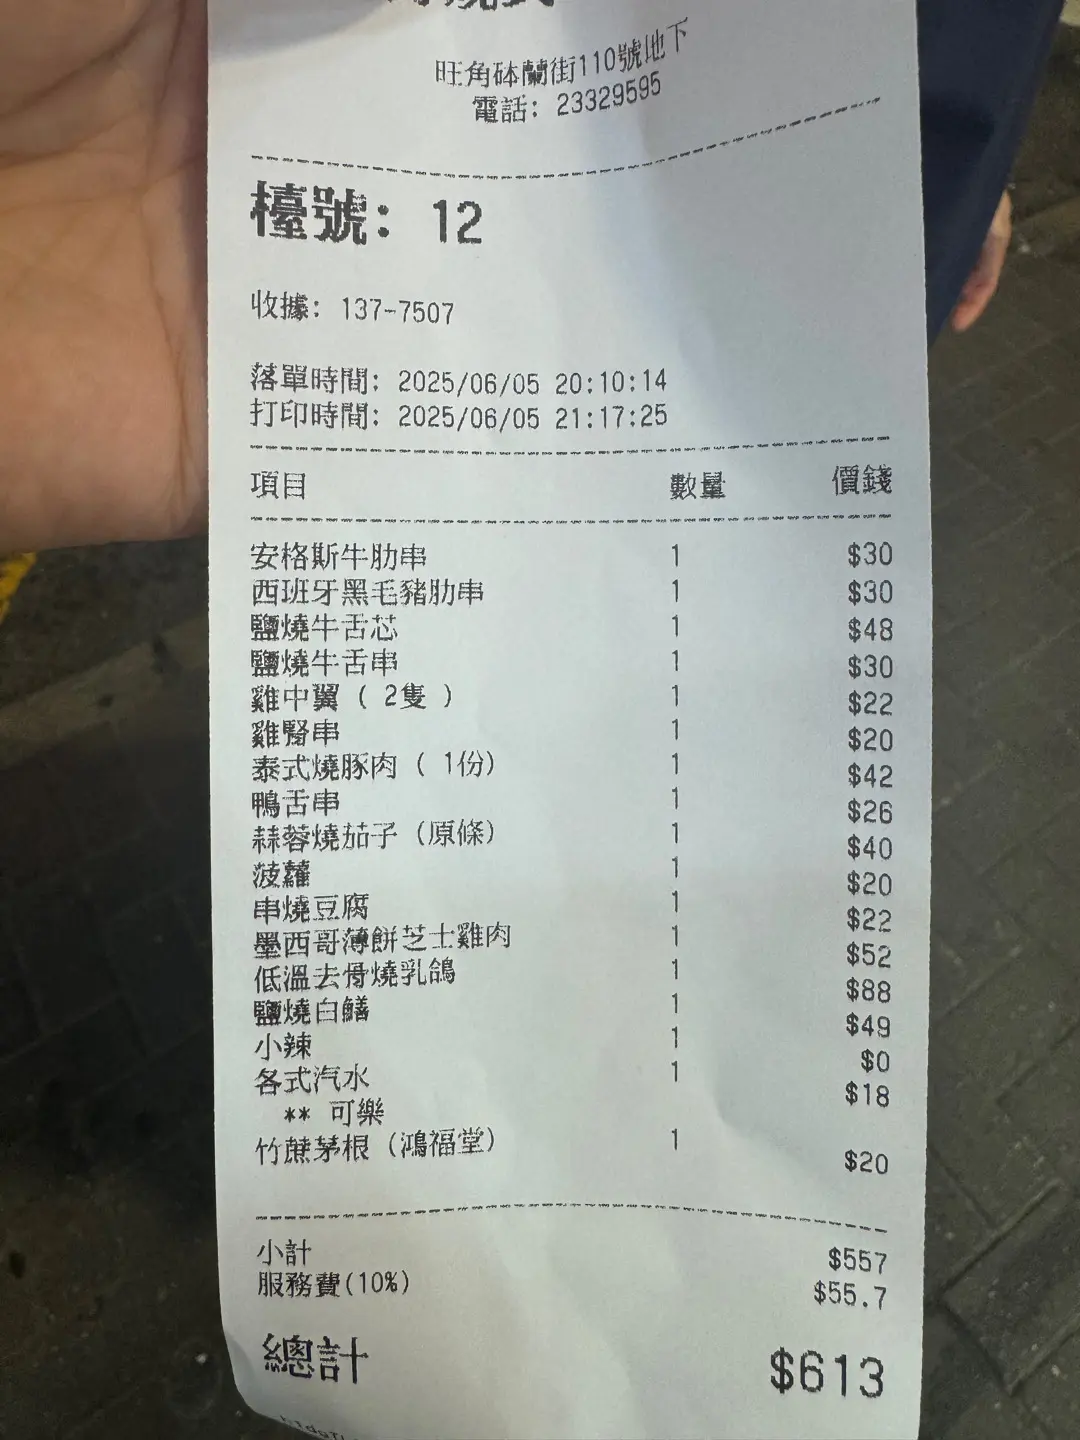 旺角砵蘭街110號地下
電話: 23329595
檯號: 12
收據: 137-7507
落單時間: 2025/06/05 20:10:14
打印時間: 2025/06/05 21:17:25
項目 數量 價錢
安格斯牛肋串 1 $30
西班牙黑毛豬肋串 1 $30
鹽燒牛舌芯 1 $48
鹽燒牛舌串 1 $30
雞中翼 ( 2隻 ) 1 $22
雞腎串 1 $20
泰式燒豚肉 ( 1份) 1 $42
鴨舌串 1 $26
蒜蓉燒茄子 (原條) 1 $40
菠蘿 1 $20
串燒豆腐 1 $22
墨西哥薄餅芝士雞肉 1 $52
低溫去骨燒乳鴿 1 $88
鹽燒白鱔 1 $49
小辣 1 $0
各式汽水 1 $18
** 可樂
竹蔗茅根 (鴻福堂) 1 $20
小計 $557
服務費(10%) $55.7
總計 $613